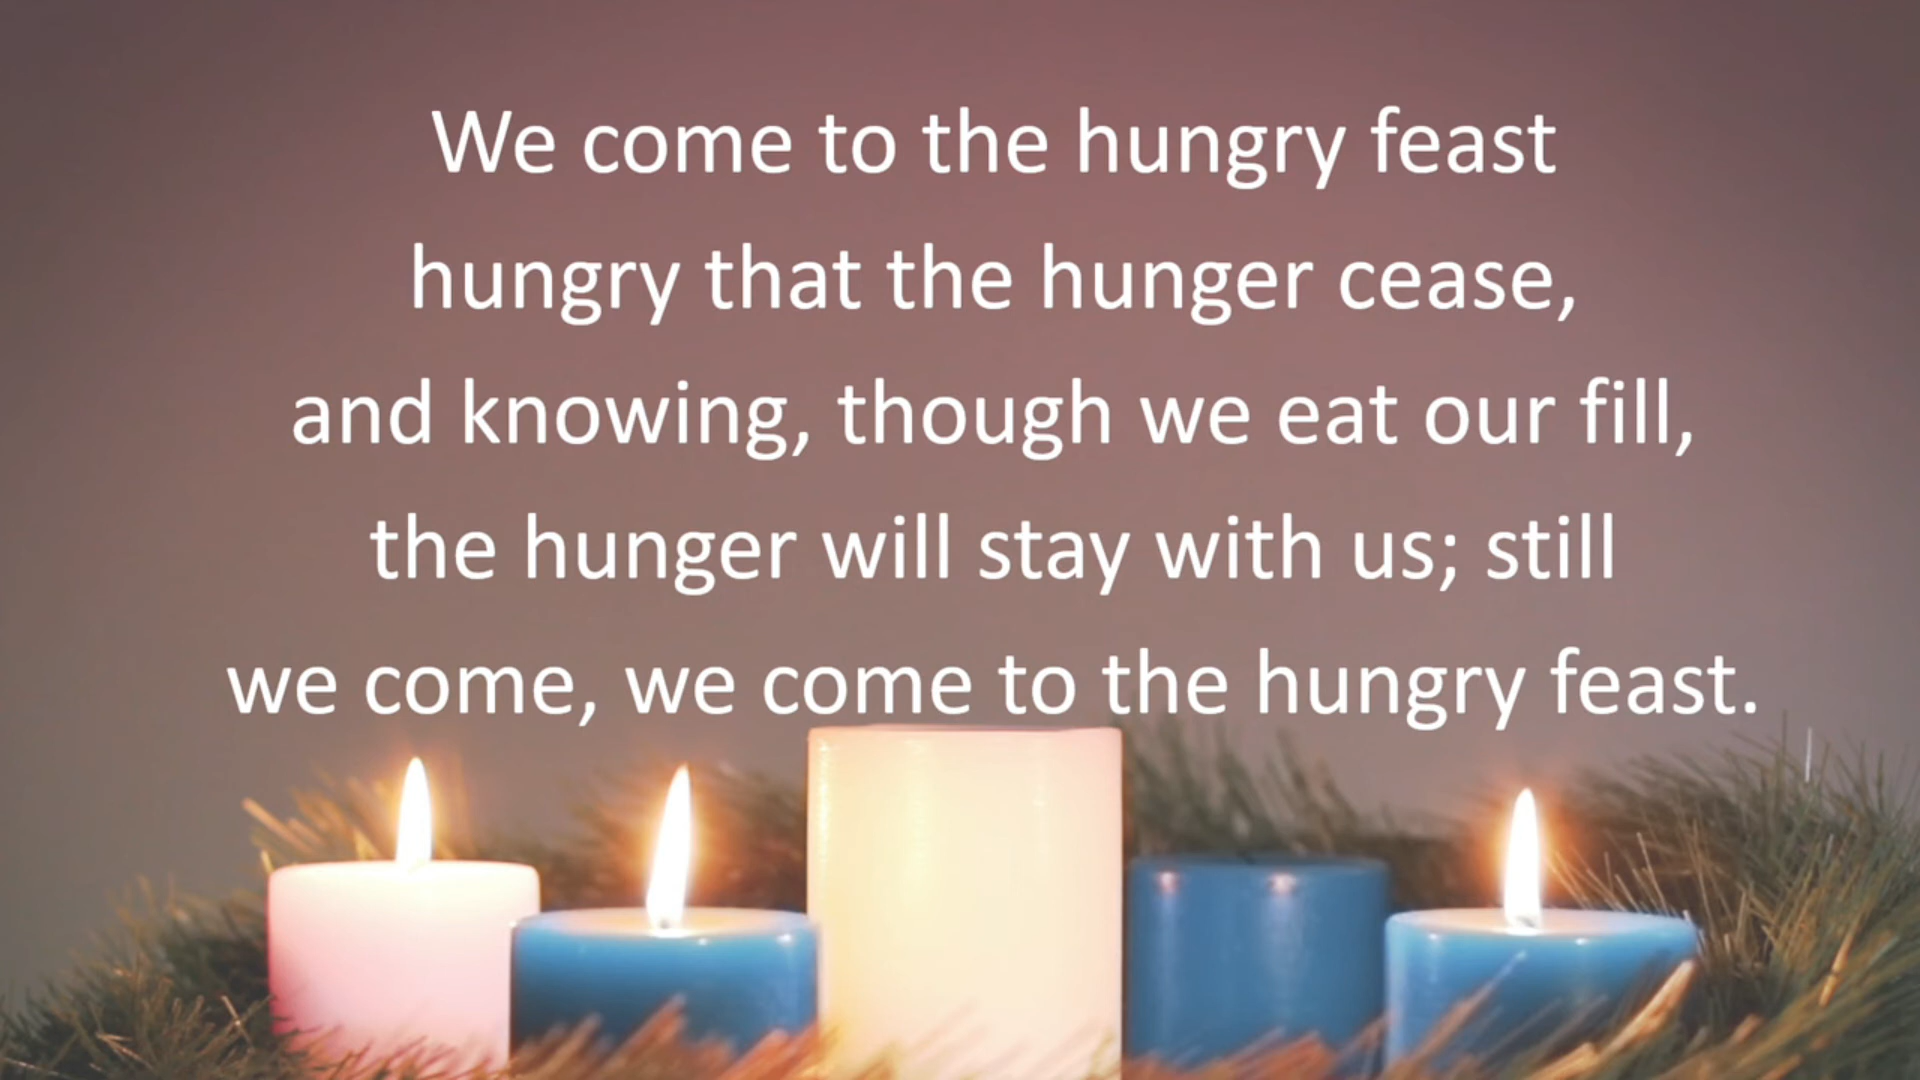 We come to the hungry feast
hungry that the hunger cease,
and knowing, though we eat our fill,
the hunger will stay with us; still
we come, we come to the hungry feast.